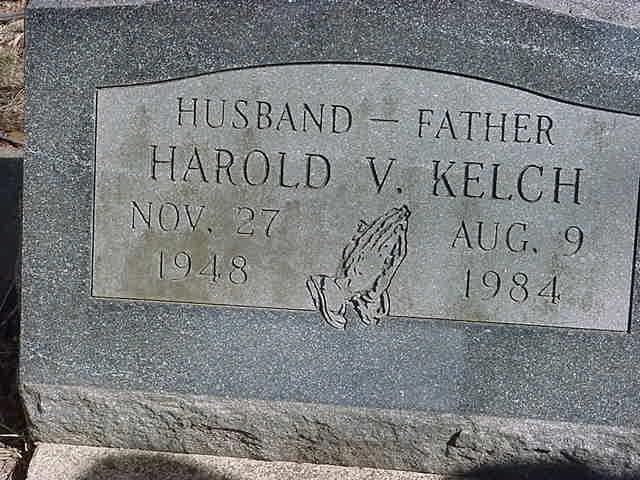 HUSBAND — FATHER
HAROLD V. KELCH
NOV. 27
1948
AUG. 9
1984